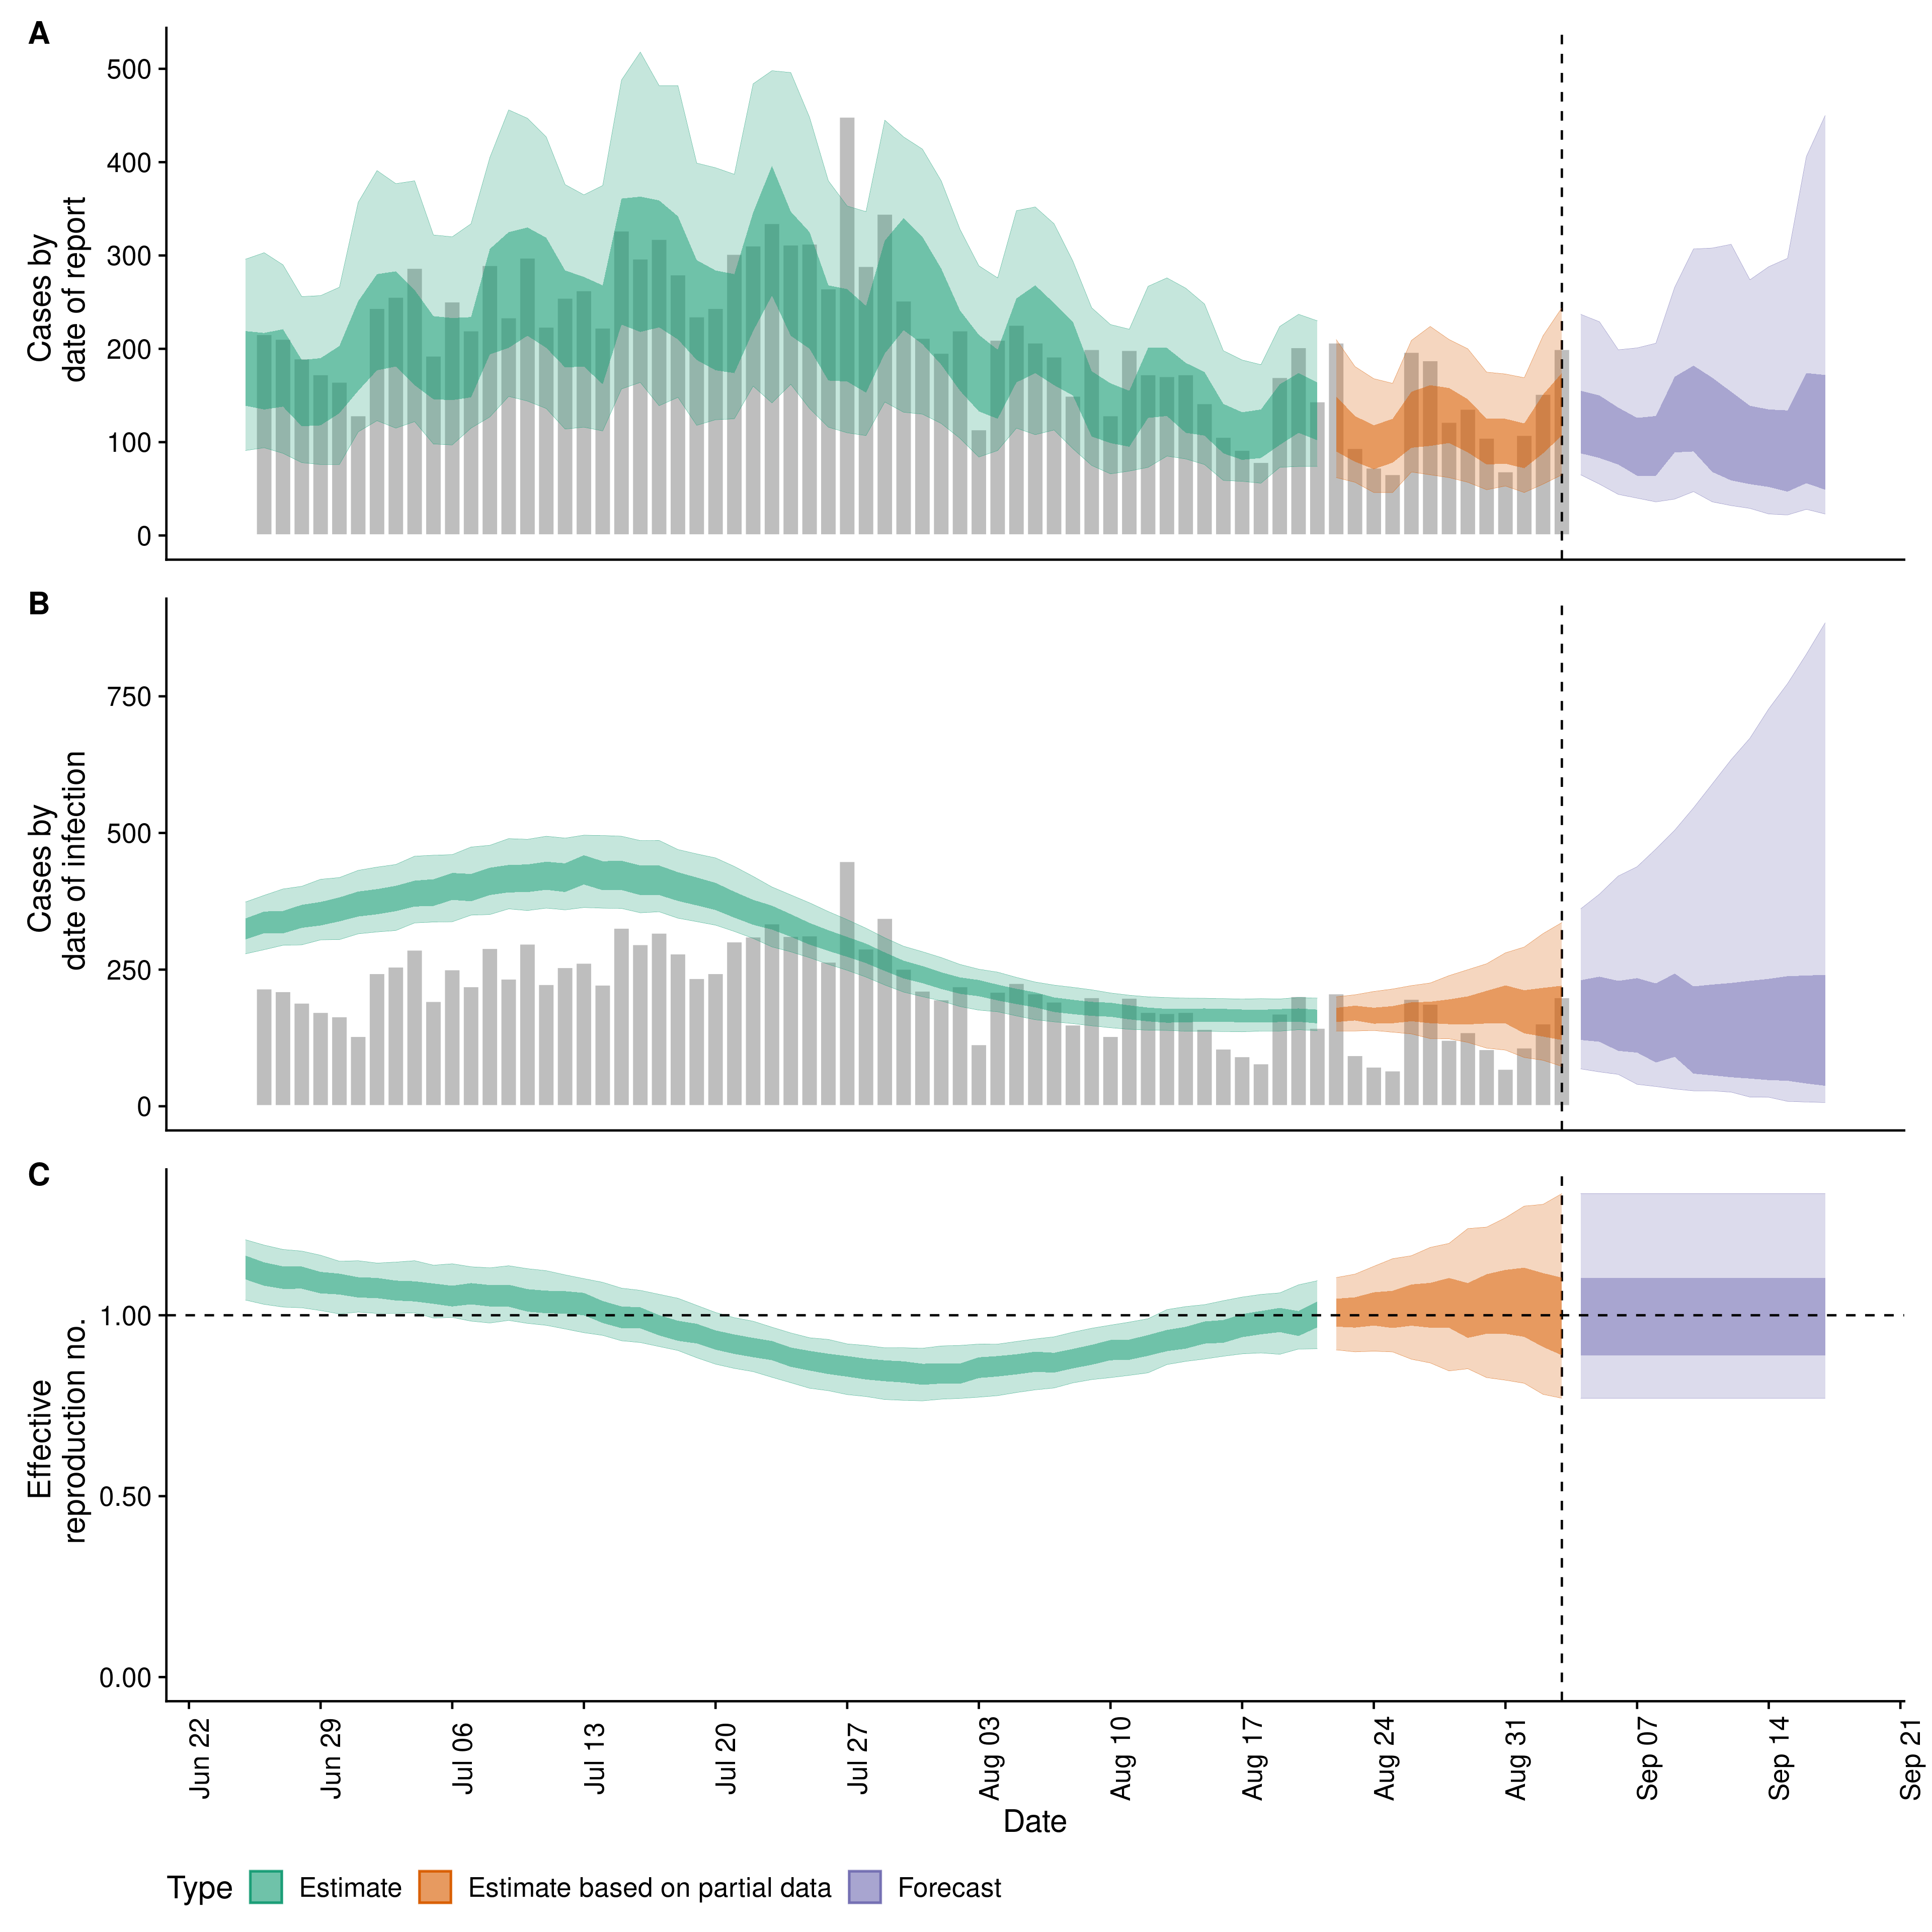 A
Cases by
date of report
500
400
300
200
100
0
B
Cases by
date of infection
750
500
250
0
C
Effective
reproduction no.
1.00
0.50
0.00
Jun 22
Jun 29
Jul 06
Jul 13
Jul 20
Jul 27
Aug 03
Aug 10
Aug 17
Aug 24
Aug 31
Sep 07
Sep 14
Sep 21
Date
Type
Estimate
Estimate based on partial data
Forecast